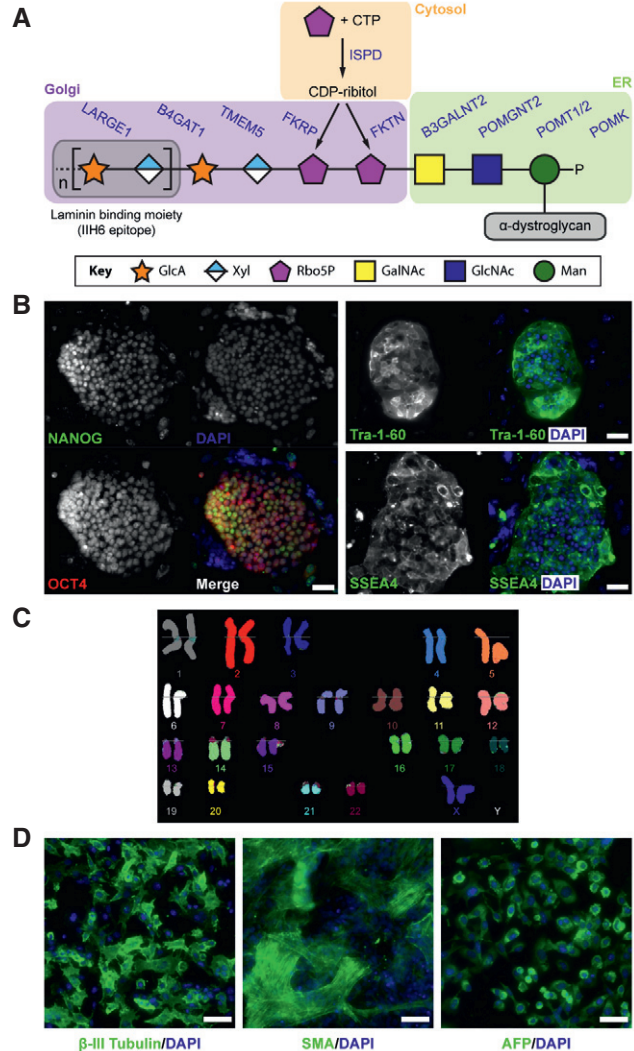 A
+ CTP
Cytosol
ISPD
CDP-ribitol
Golgi
ER
LARGE1
B4GAT1
TMEM5
FKRP
FKTN
B3GALNT2
POMGNT2
POMT1/2
POMK
n
P
Laminin binding moiety
(IIH6 epitope)
α-dystroglycan
Key GlcA Xyl Rbo5P GalNAc GlcNAc Man
B
NANOG
DAPI
Tra-1-60
Tra-1-60 DAPI
OCT4
Merge
SSEA4
SSEA4 DAPI
C
1 2 3 4 5
6 7 8 9 10 11 12
13 14 15 16 17 18
19 20 21 22 X Y
D
β-III Tubulin/DAPI
SMA/DAPI
AFP/DAPI